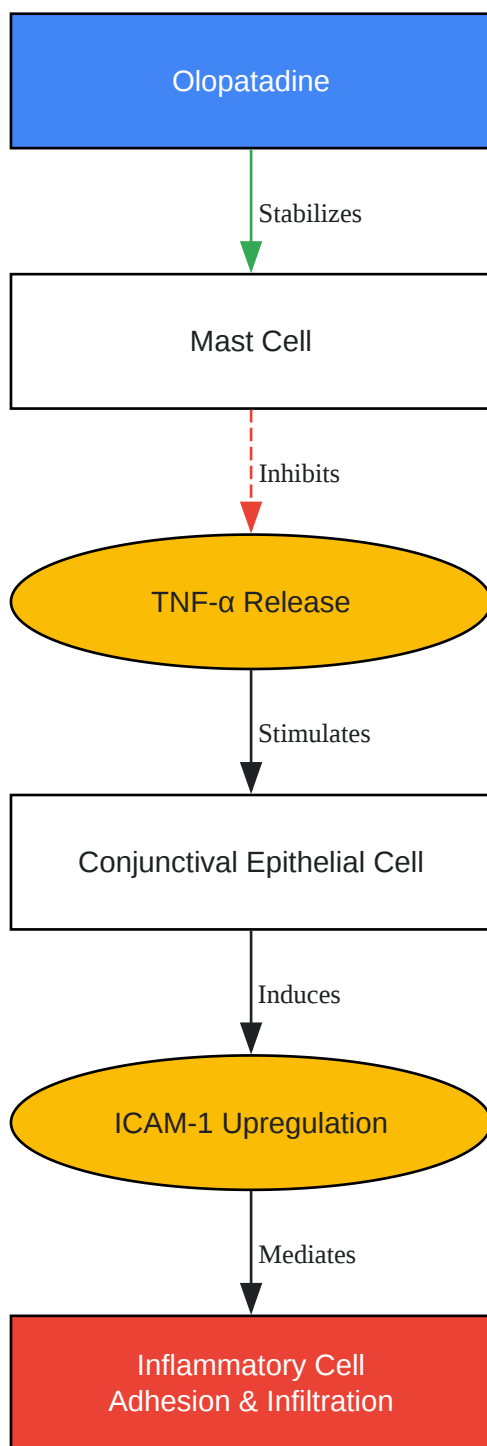 Olopatadine
Stabilizes
Mast Cell
Inhibits
TNF-α Release
Stimulates
Conjunctival Epithelial Cell
Induces
ICAM-1 Upregulation
Mediates
Inflammatory Cell
Adhesion & Infiltration